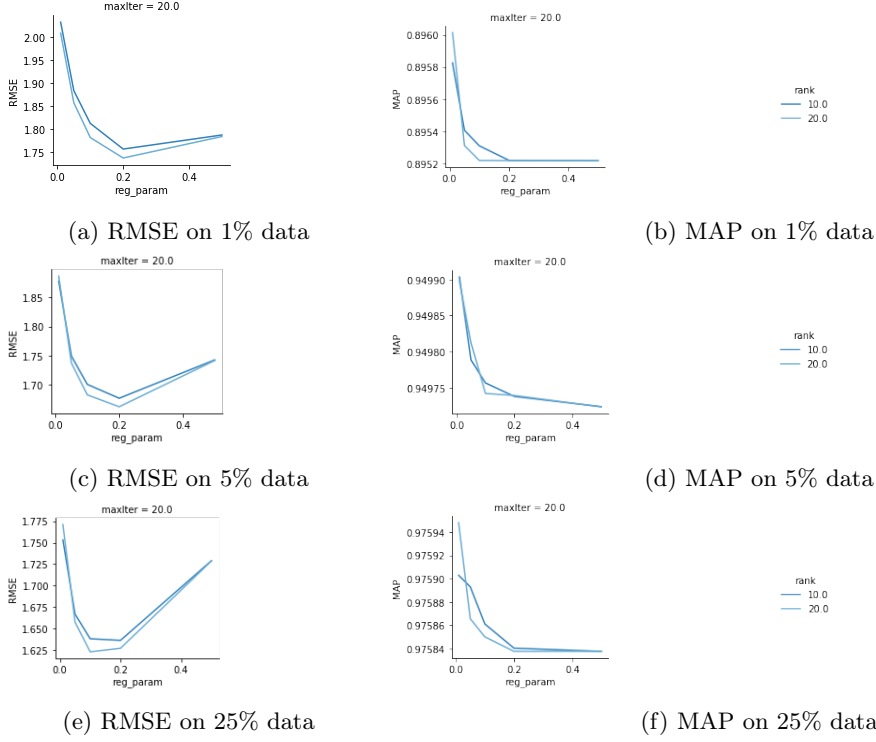 maxIter = 20.0
RMSE
2.00
1.95
1.90
1.85
1.80
1.75
0.0 0.2 0.4
reg_param
maxIter = 20.0
MAP
0.8960
0.8958
0.8956
0.8954
0.8952
0.0 0.2 0.4
reg_param
rank
10.0
20.0
(a) RMSE on 1% data
(b) MAP on 1% data
maxIter = 20.0
RMSE
1.85
1.80
1.75
1.70
0.0 0.2 0.4
reg_param
maxIter = 20.0
MAP
0.94990
0.94985
0.94980
0.94975
0.0 0.2 0.4
reg_param
rank
10.0
20.0
(c) RMSE on 5% data
(d) MAP on 5% data
maxIter = 20.0
RMSE
1.775
1.750
1.725
1.700
1.675
1.650
1.625
0.0 0.2 0.4
reg_param
maxIter = 20.0
MAP
0.97594
0.97592
0.97590
0.97588
0.97586
0.97584
0.0 0.2 0.4
reg_param
rank
10.0
20.0
(e) RMSE on 25% data
(f) MAP on 25% data